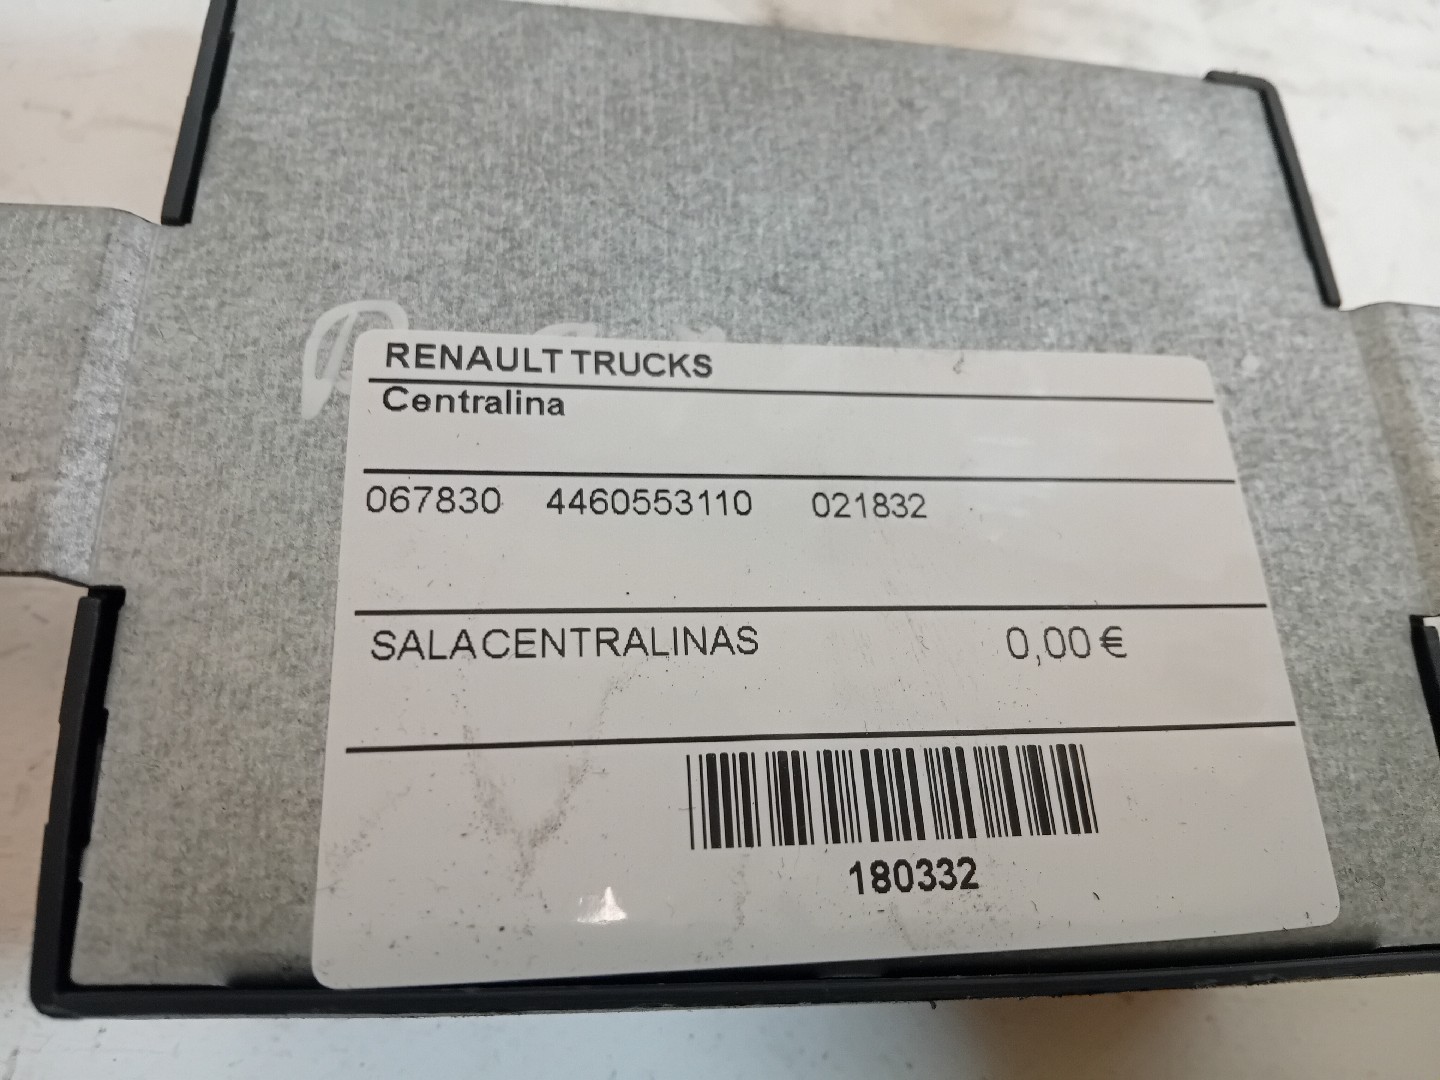 RENAULT TRUCKS
Centralina
067830 4460553110 021832
SALACENTRALINAS 0,00 €
180332